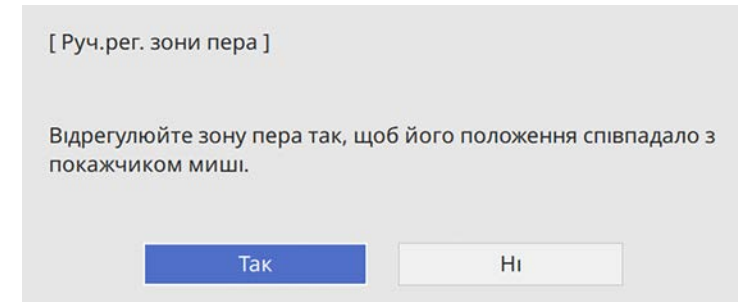 [ Руч.рег. зони пера ]
Відрегулюйте зону пера так, щоб його положення співпадало з
покажчиком миші.
Так
Ні